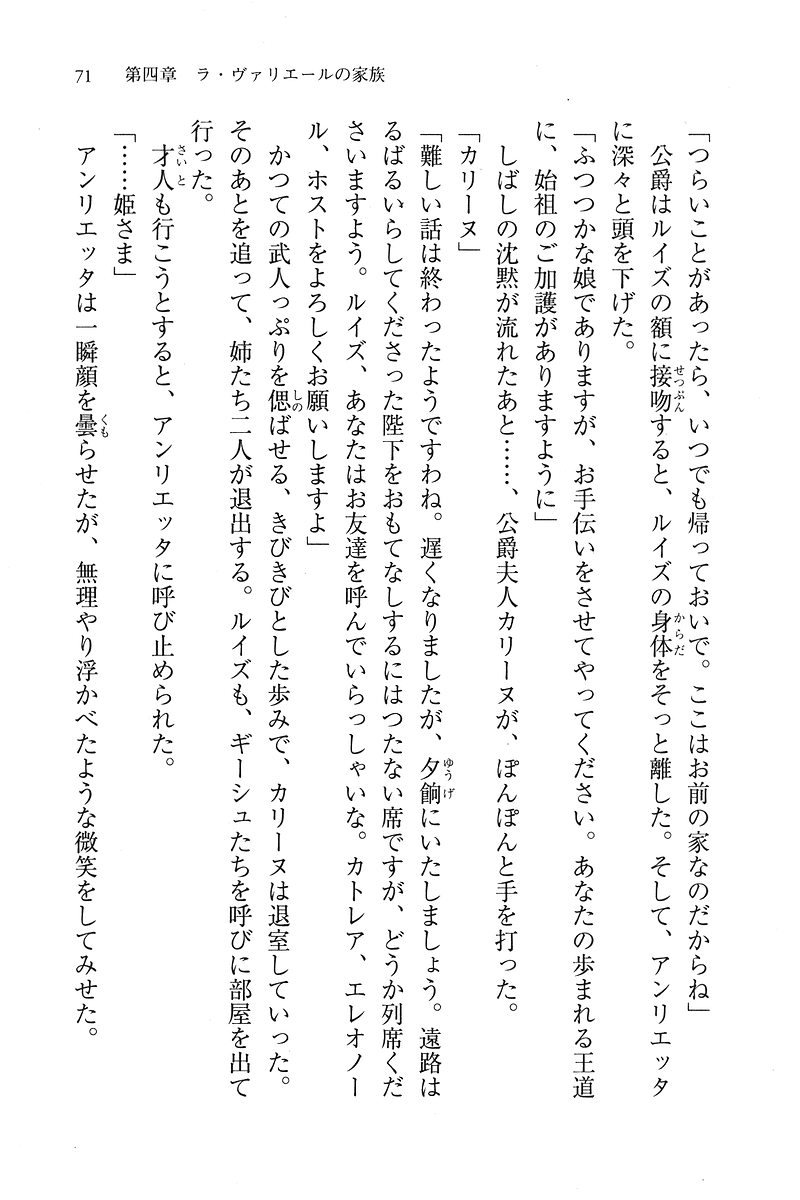 71　第四章　ラ・ヴァリエールの家族
「つらいことがあったら、いつでも帰っておいで。ここはお前の家なのだからね」
　公爵はルイズの額に接吻すると、ルイズの身体をそっと離した。そして、アンリエッタ
に深々と頭を下げた。
「ふつつかな娘でありますが、お手伝いをさせてやってください。あなたの歩まれる王道
に、始祖のご加護がありますように」
　しばしの沈黙が流れたあと……、公爵夫人カリーヌが、ぽんぽんと手を打った。
「カリーヌ」
「難しい話は終わったようですわね。遅くなりましたが、夕餉にいたしましょう。遠路は
るばるいらしてくださった陛下をおもてなしするにはつたない席ですが、どうか列席くだ
さいますよう。ルイズ、あなたはお友達を呼んでいらっしゃいな。カトレア、エレオノー
ル、ホストをよろしくお願いしますよ」
　かつての武人っぷりを偲ばせる、きびきびとした歩みで、カリーヌは退室していった。
そのあとを追って、姉たち二人が退出する。ルイズも、ギーシュたちを呼びに部屋を出て
行った。
　才人も行こうとすると、アンリエッタに呼び止められた。
「……姫さま」
　アンリエッタは一瞬顔を曇らせたが、無理やり浮かべたような微笑をしてみせた。